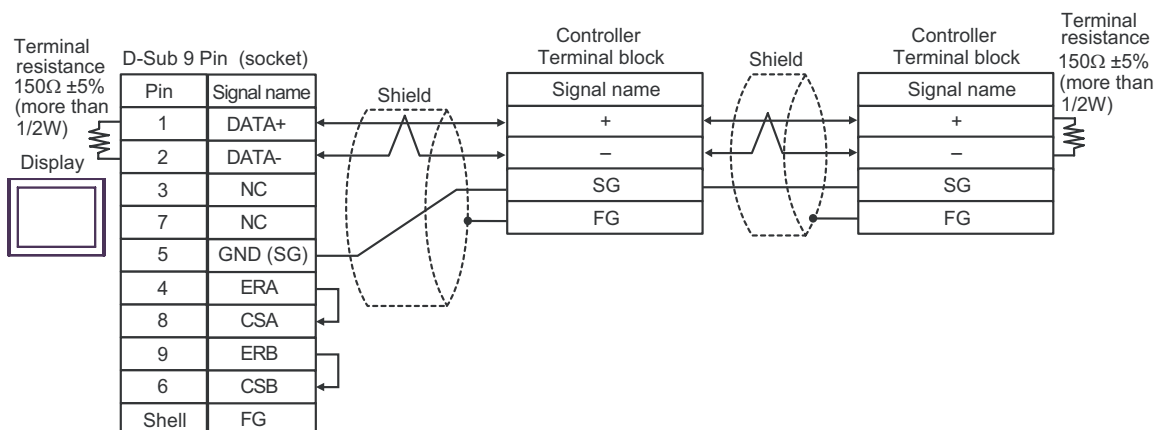 Terminal
resistance
150Ω ±5%
(more than
1/2W)
Display
D-Sub 9 Pin (socket)
Pin Signal name
1 DATA+
2 DATA-
3 NC
7 NC
5 GND (SG)
4 ERA
8 CSA
9 ERB
6 CSB
Shell FG
Shield
Controller
Terminal block
Signal name
+
–
SG
FG
Shield
Controller
Terminal block
Signal name
+
–
SG
FG
Terminal
resistance
150Ω ±5%
(more than
1/2W)